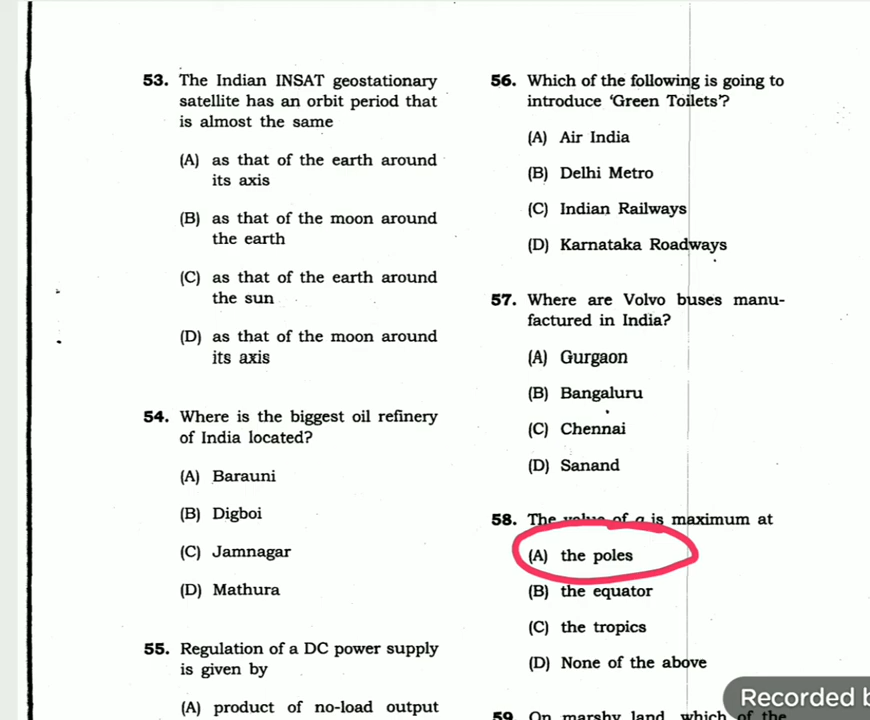 53. The Indian INSAT geostationary
satellite has an orbit period that
is almost the same
(A) as that of the earth around
its axis
(B) as that of the moon around
the earth
(C) as that of the earth around
the sun
(D) as that of the moon around
its axis
54. Where is the biggest oil refinery
of India located?
(A) Barauni
(B) Digboi
(C) Jamnagar
(D) Mathura
55. Regulation of a DC power supply
is given by
(A) product of no-load output
56. Which of the following is going to
introduce ‘Green Toilets’?
(A) Air India
(B) Delhi Metro
(C) Indian Railways
(D) Karnataka Roadways
57. Where are Volvo buses manu-
factured in India?
(A) Gurgaon
(B) Bangaluru
(C) Chennai
(D) Sanand
58. The value of g is maximum at
(A) the poles
(B) the equator
(C) the tropics
(D) None of the above
59. On marshy land, which of the
Recorded